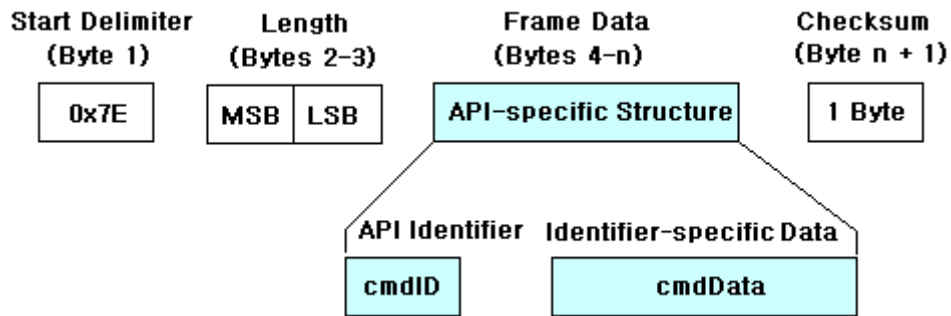 Start Delimiter
(Byte 1)
Length
(Bytes 2-3)
Frame Data
(Bytes 4-n)
Checksum
(Byte n + 1)
0x7E
MSB
LSB
API-specific Structure
1 Byte
API Identifier
Identifier-specific Data
cmdID
cmdData